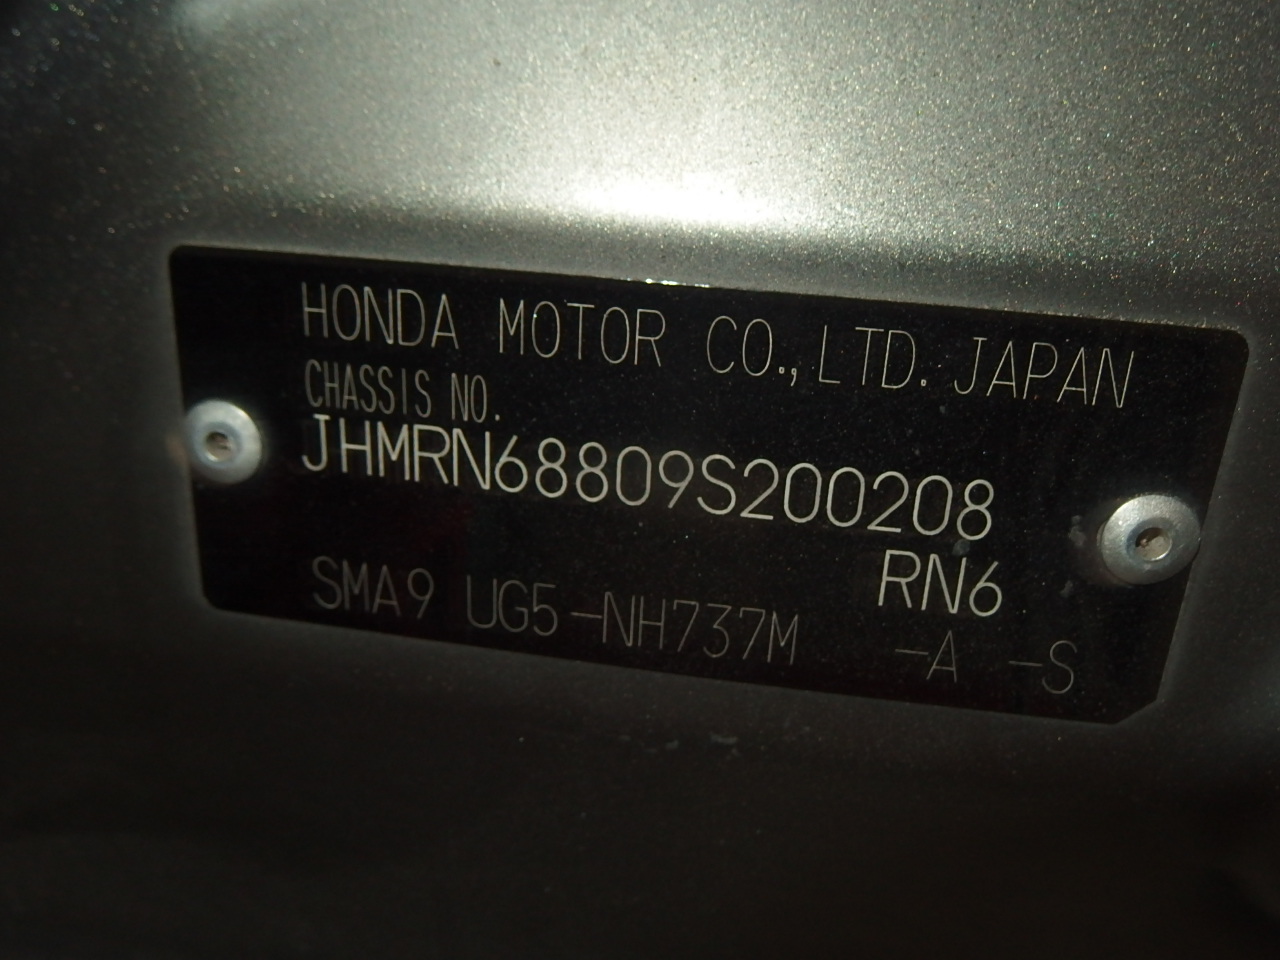 HONDA MOTOR CO.,LTD. JAPAN
CHASSIS NO.
JHMRN68809S200208
RN6
SMA9 UG5-NH737M -A -S